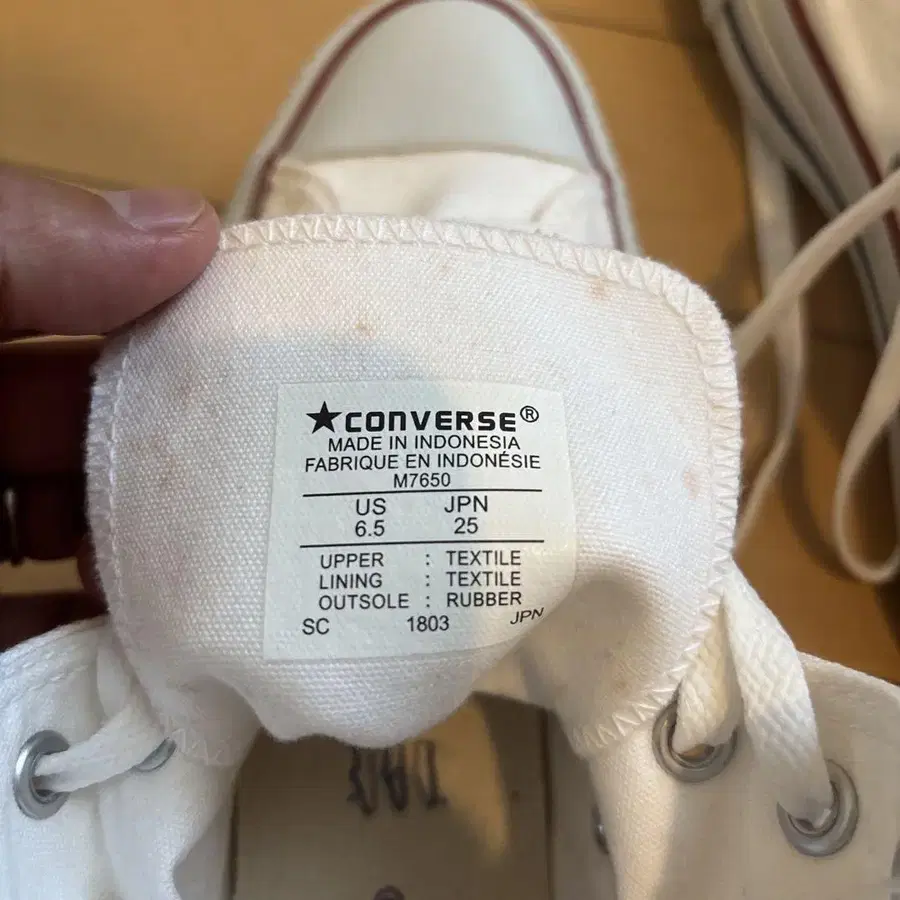 ★CONVERSE®
MADE IN INDONESIA
FABRIQUE EN INDONÉSIE
M7650
US JPN
6.5 25
UPPER : TEXTILE
LINING : TEXTILE
OUTSOLE : RUBBER
SC 1803 JPN